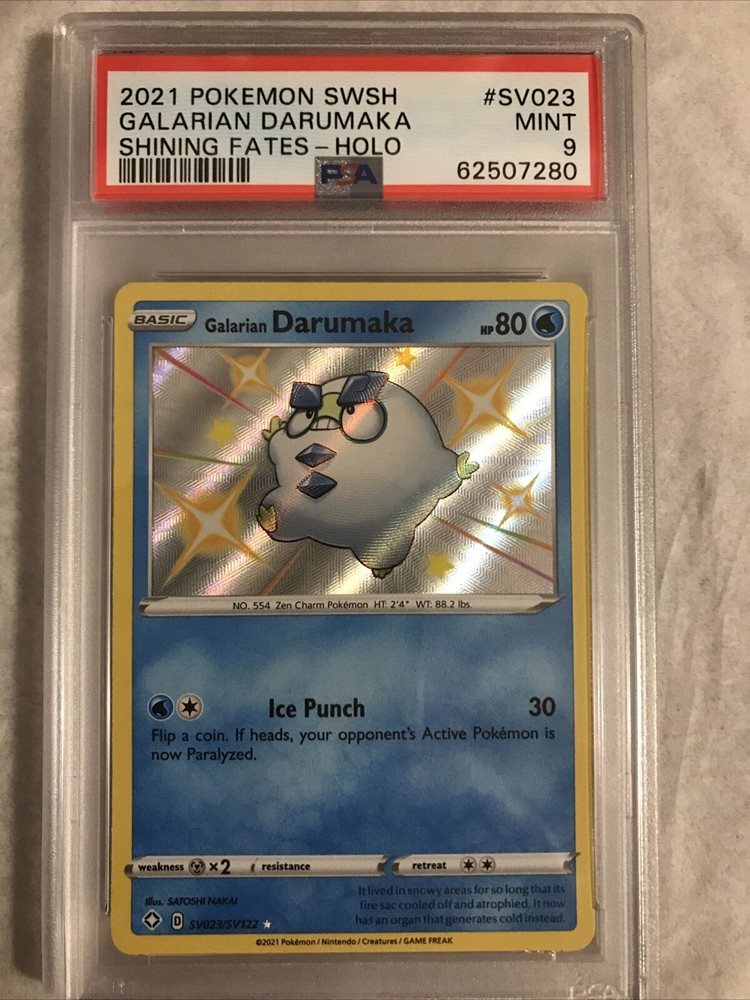 2021 POKEMON SWSH #SV023
GALARIAN DARUMAKA MINT
SHINING FATES - HOLO 9
PSA 62507280
BASIC Galarian Darumaka HP 80
NO. 554 Zen Charm Pokémon HT: 2'4" WT: 88.2 lbs.
Ice Punch 30
Flip a coin. If heads, your opponent's Active Pokémon is
now Paralyzed.
weakness ×2 resistance retreat
Illus. SATOSHI NAKAI
It lived in snowy areas for so long that its
fire sac cooled off and atrophied. It now
has an organ that generates cold instead.
D SV023/SV122
©2021 Pokémon / Nintendo / Creatures / GAME FREAK